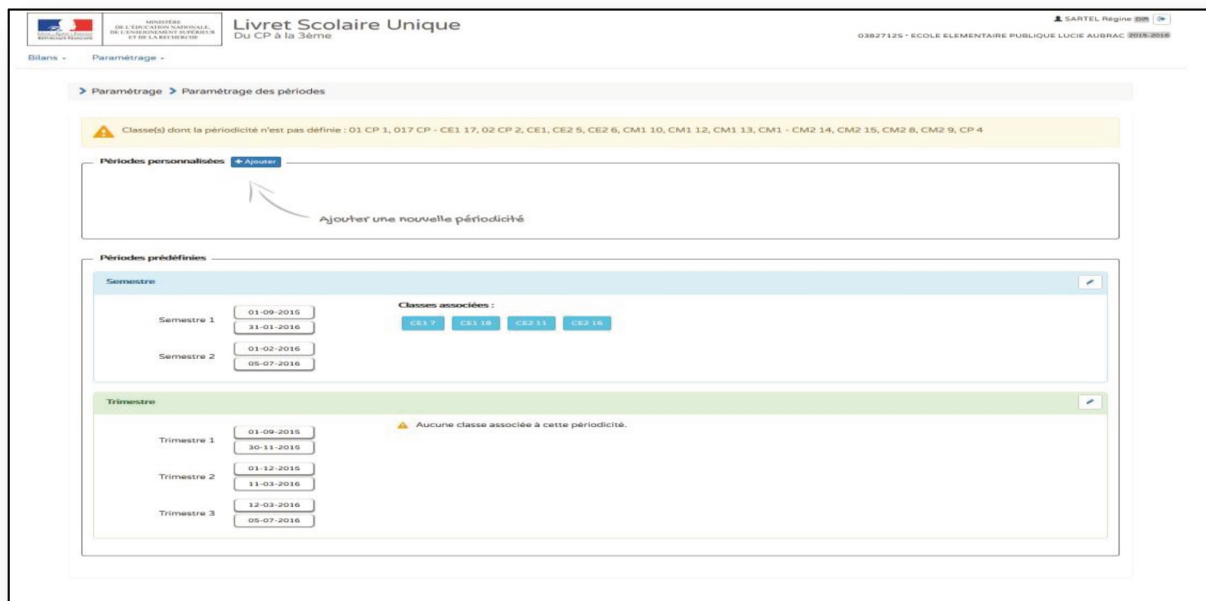 MINISTÈRE
DE L'ÉDUCATION NATIONALE,
DE L'ENSEIGNEMENT SUPÉRIEUR
ET DE LA RECHERCHE
Livret Scolaire Unique
Du CP à la 3ème
SARTEL Régine DIR
0382712S - ECOLE ELEMENTAIRE PUBLIQUE LUCIE AUBRAC 2015-2016
Bilans
Paramétrage
Paramétrage > Paramétrage des périodes
Classe(s) dont la périodicité n'est pas définie : 01 CP 1, 017 CP - CE1 17, 02 CP 2, CE1, CE2 5, CE2 6, CM1 10, CM1 12, CM1 13, CM1 - CM2 14, CM2 15, CM2 8, CM2 9, CP 4
Périodes personnalisées + Ajouter
Ajouter une nouvelle périodicité
Périodes prédéfinies
Semestre
Semestre 1
01-09-2015
31-01-2016
Semestre 2
01-02-2016
05-07-2016
Classes associées :
CE1 7 CE1 18 CE2 11 CE2 16
Trimestre
Trimestre 1
01-09-2015
30-11-2015
Trimestre 2
01-12-2015
11-03-2016
Trimestre 3
12-03-2016
05-07-2016
Aucune classe associée à cette périodicité.